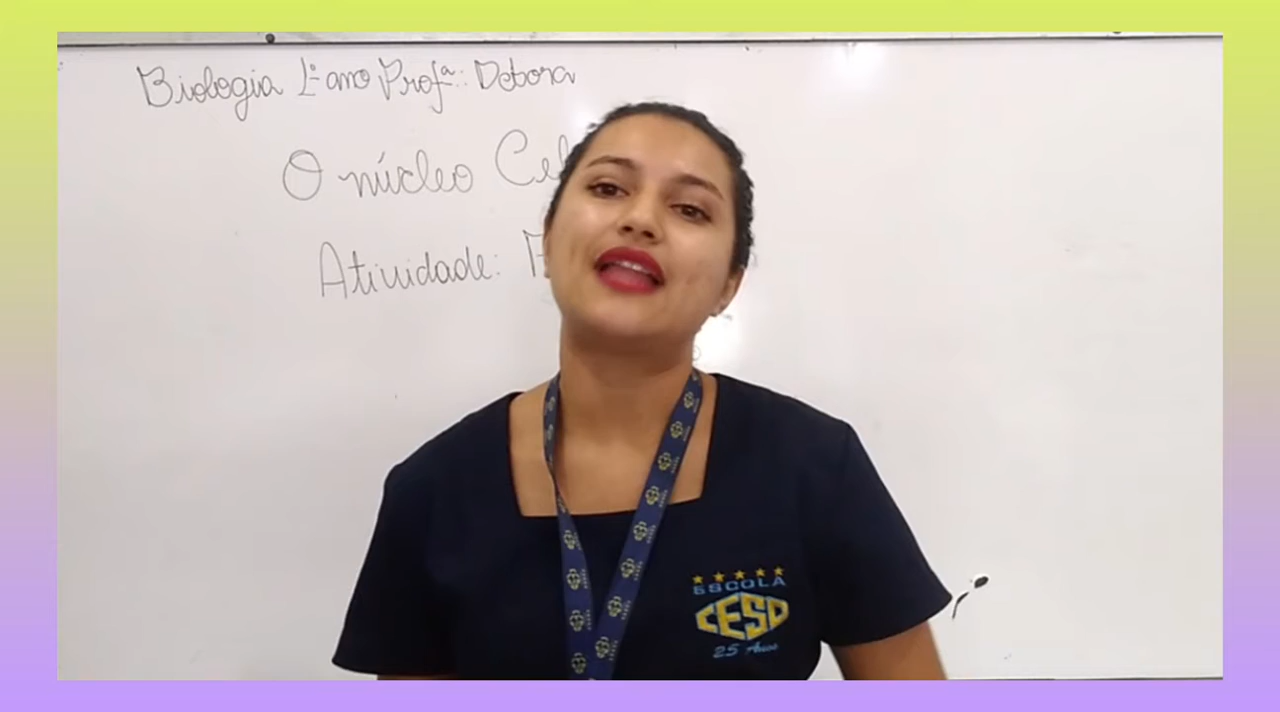 Biologia 1º ano Profª: Debora
O núcleo Cel
Atividade:
ESCOLA
CESD
25 Anos